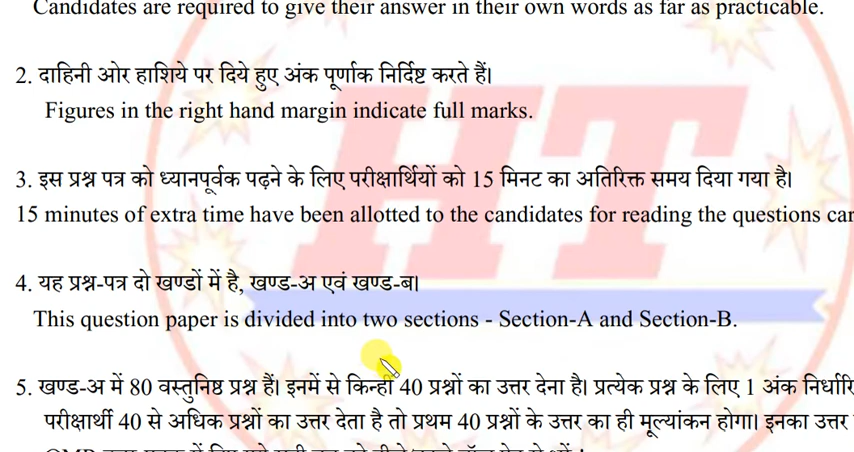 Candidates are required to give their answer in their own words as far as practicable.
2. दाहिनी ओर हाशिये पर दिये हुए अंक पूर्णांक निर्दिष्ट करते हैं।
Figures in the right hand margin indicate full marks.
3. इस प्रश्न पत्र को ध्यानपूर्वक पढ़ने के लिए परीक्षार्थियों को 15 मिनट का अतिरिक्त समय दिया गया है।
15 minutes of extra time have been allotted to the candidates for reading the questions car
4. यह प्रश्न-पत्र दो खण्डों में है, खण्ड-अ एवं खण्ड-ब।
This question paper is divided into two sections - Section-A and Section-B.
5. खण्ड-अ में 80 वस्तुनिष्ठ प्रश्न हैं। इनमें से किन्हीं 40 प्रश्नों का उत्तर देना है। प्रत्येक प्रश्न के लिए 1 अंक निर्धारि
परीक्षार्थी 40 से अधिक प्रश्नों का उत्तर देता है तो प्रथम 40 प्रश्नों के उत्तर का ही मूल्यांकन होगा। इनका उत्तर
HT